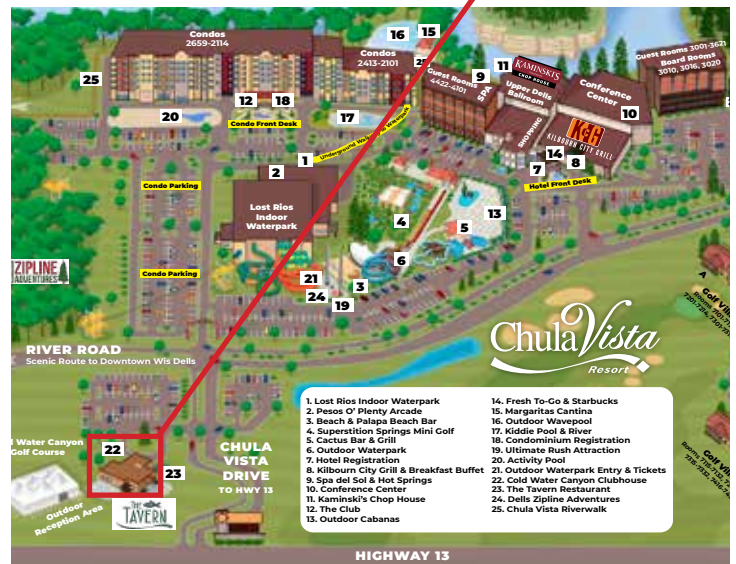 16
15
Condos
2659-2114
Condos
2413-2101
25
Guest Rooms
4422-4101
9
SPA
11
KAMINSKI'S
CHOP HOUSE
Upper Dells
Ballroom
SHOPPING
Conference
Center
10
Guest Rooms 3001-3621
Board Rooms
3010, 3016, 3020
25
12
18
Condo Front Desk
20
17
Underground Walkway to Waterpark
K&G
KILBOURN CITY GRILL
14
8
7
Hotel Front Desk
1
2
Condo Parking
Lost Rios
Indoor
Waterpark
4
13
5
6
ZIPLINE
ADVENTURES
Condo Parking
21
24
3
19
A
Chula Vista
Resort
RIVER ROAD
Scenic Route to Downtown Wis Dells
Water Canyon
Golf Course
22
23
Outdoor
Reception Area
THE
TAVERN
CHULA
VISTA
DRIVE
TO HWY 13
1. Lost Rios Indoor Waterpark
2. Pesos O' Plenty Arcade
3. Beach & Palapa Beach Bar
4. Superstition Springs Mini Golf
5. Cactus Bar & Grill
6. Outdoor Waterpark
7. Hotel Registration
8. Kilbourn City Grill & Breakfast Buffet
9. Spa del Sol & Hot Springs
10. Conference Center
11. Kaminski's Chop House
12. The Club
13. Outdoor Cabanas
14. Fresh To-Go & Starbucks
15. Margaritas Cantina
16. Outdoor Wavepool
17. Kiddie Pool & River
18. Condominium Registration
19. Ultimate Rush Attraction
20. Activity Pool
21. Outdoor Waterpark Entry & Tickets
22. Cold Water Canyon Clubhouse
23. The Tavern Restaurant
24. Dells Zipline Adventures
25. Chula Vista Riverwalk
HIGHWAY 13